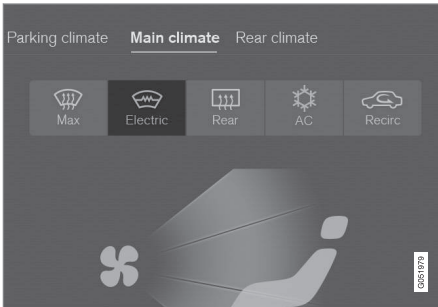 Parking climate Main climate Rear climate
Max Electric Rear AC Recirc
G051979